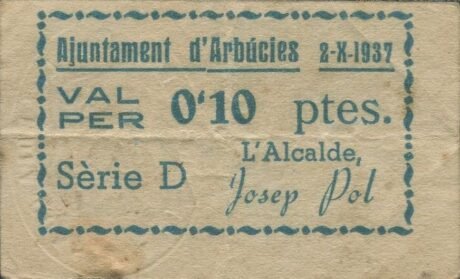 Ajuntament d'Arbúcies 2-X-1937
VAL PER 0'10 ptes.
Sèrie D
L'Alcalde,
Josep Pol